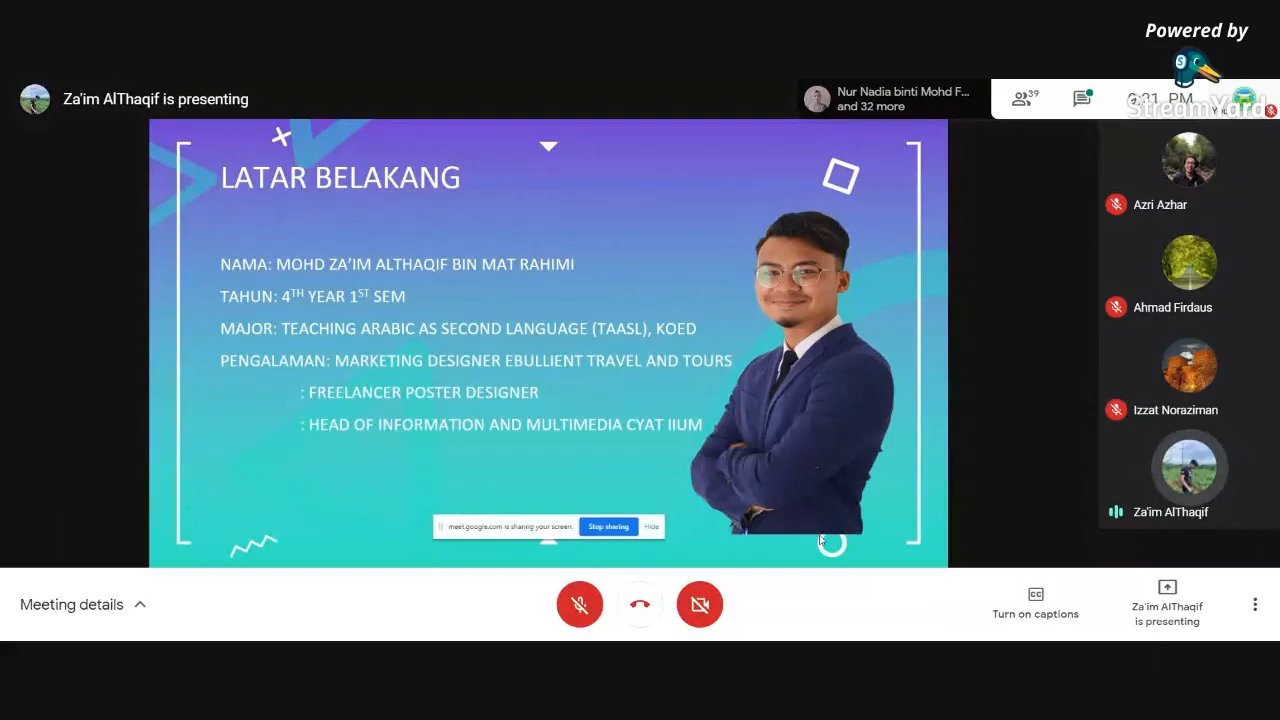 Powered by
StreamYard
Za'im AlThaqif is presenting
Nur Nadia binti Mohd F...
and 32 more
39
PM
LATAR BELAKANG
NAMA: MOHD ZA'IM ALTHAQIF BIN MAT RAHIMI
TAHUN: 4TH YEAR 1ST SEM
MAJOR: TEACHING ARABIC AS SECOND LANGUAGE (TAASL), KOED
PENGALAMAN: MARKETING DESIGNER EBULLIENT TRAVEL AND TOURS
: FREELANCER POSTER DESIGNER
: HEAD OF INFORMATION AND MULTIMEDIA CYAT IIUM
meet.google.com is sharing your screen.
Stop sharing
Hide
Azri Azhar
Ahmad Firdaus
Izzat Noraziman
Za'im AlThaqif
Meeting details
CC
Turn on captions
Za'im AlThaqif
is presenting